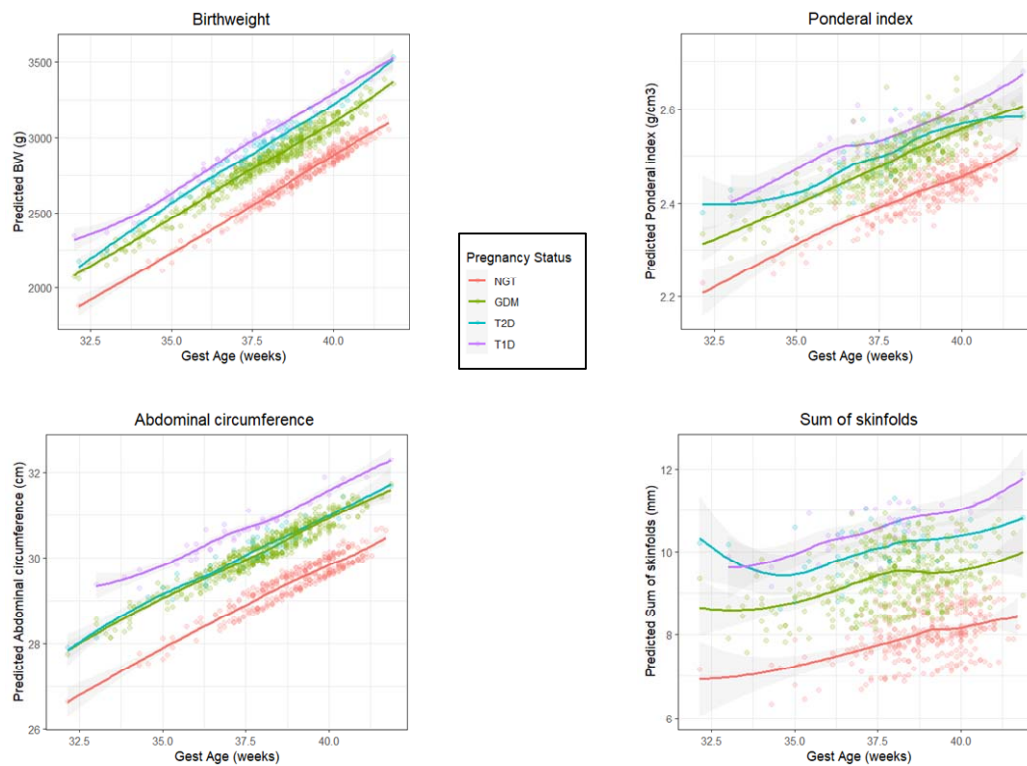 Birthweight
Predicted BW (g)
3500
3000
2500
2000
32.5 35.0 37.5 40.0
Gest Age (weeks)
Ponderal index
Predicted Ponderal index (g/cm3)
2.6
2.4
2.2
32.5 35.0 37.5 40.0
Gest Age (weeks)
Pregnancy Status
NGT
GDM
T2D
T1D
Abdominal circumference
Predicted Abdominal circumference (cm)
32
30
28
26
32.5 35.0 37.5 40.0
Gest Age (weeks)
Sum of skinfolds
Predicted Sum of skinfolds (mm)
12
10
8
6
32.5 35.0 37.5 40.0
Gest Age (weeks)